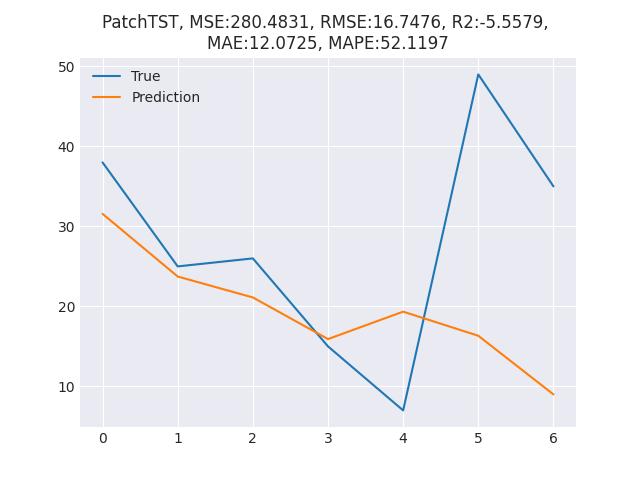 PatchTST, MSE:280.4831, RMSE:16.7476, R2:-5.5579,
MAE:12.0725, MAPE:52.1197
True
Prediction
50
40
30
20
10
0 1 2 3 4 5 6